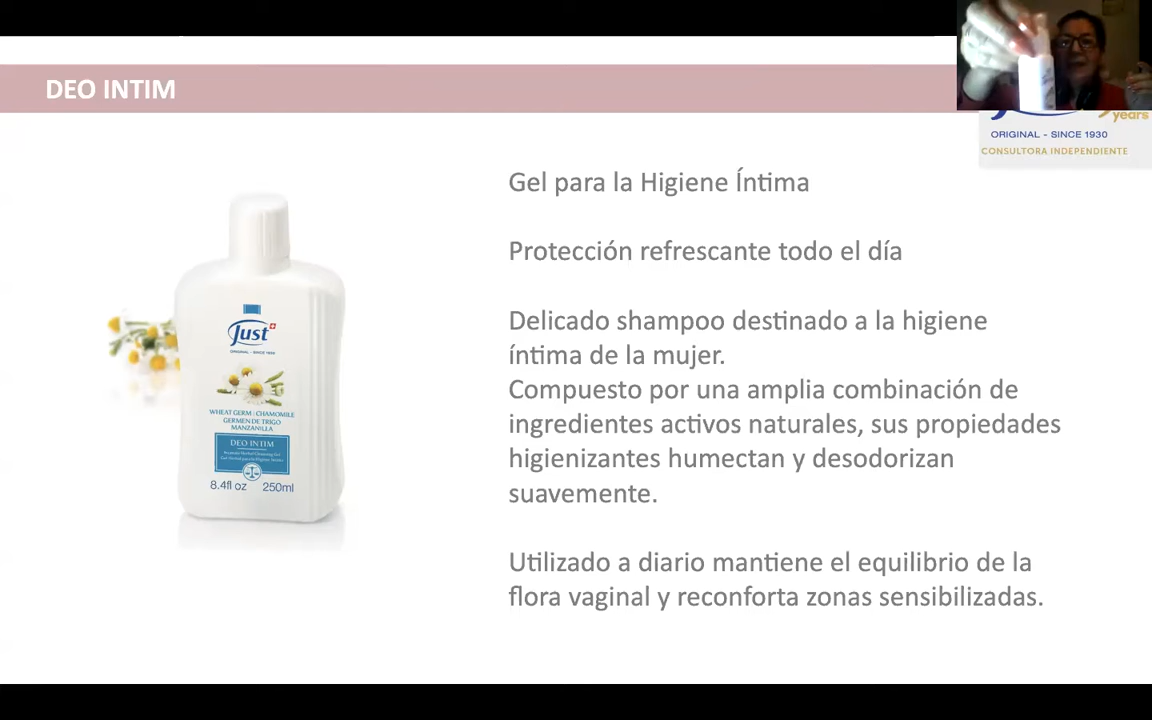 DEO INTIM
years
ORIGINAL - SINCE 1930
CONSULTORA INDEPENDIENTE
Gel para la Higiene Íntima
Protección refrescante todo el día
Delicado shampoo destinado a la higiene
íntima de la mujer.
Compuesto por una amplia combinación de
ingredientes activos naturales, sus propiedades
higienizantes humectan y desodorizan
suavemente.
Utilizado a diario mantiene el equilibrio de la
flora vaginal y reconforta zonas sensibilizadas.
Just
ORIGINAL - SINCE 1930
WHEAT GERM | CHAMOMILE
GERMEN DE TRIGO
MANZANILLA
DEO INTIM
8.4fl oz 250ml